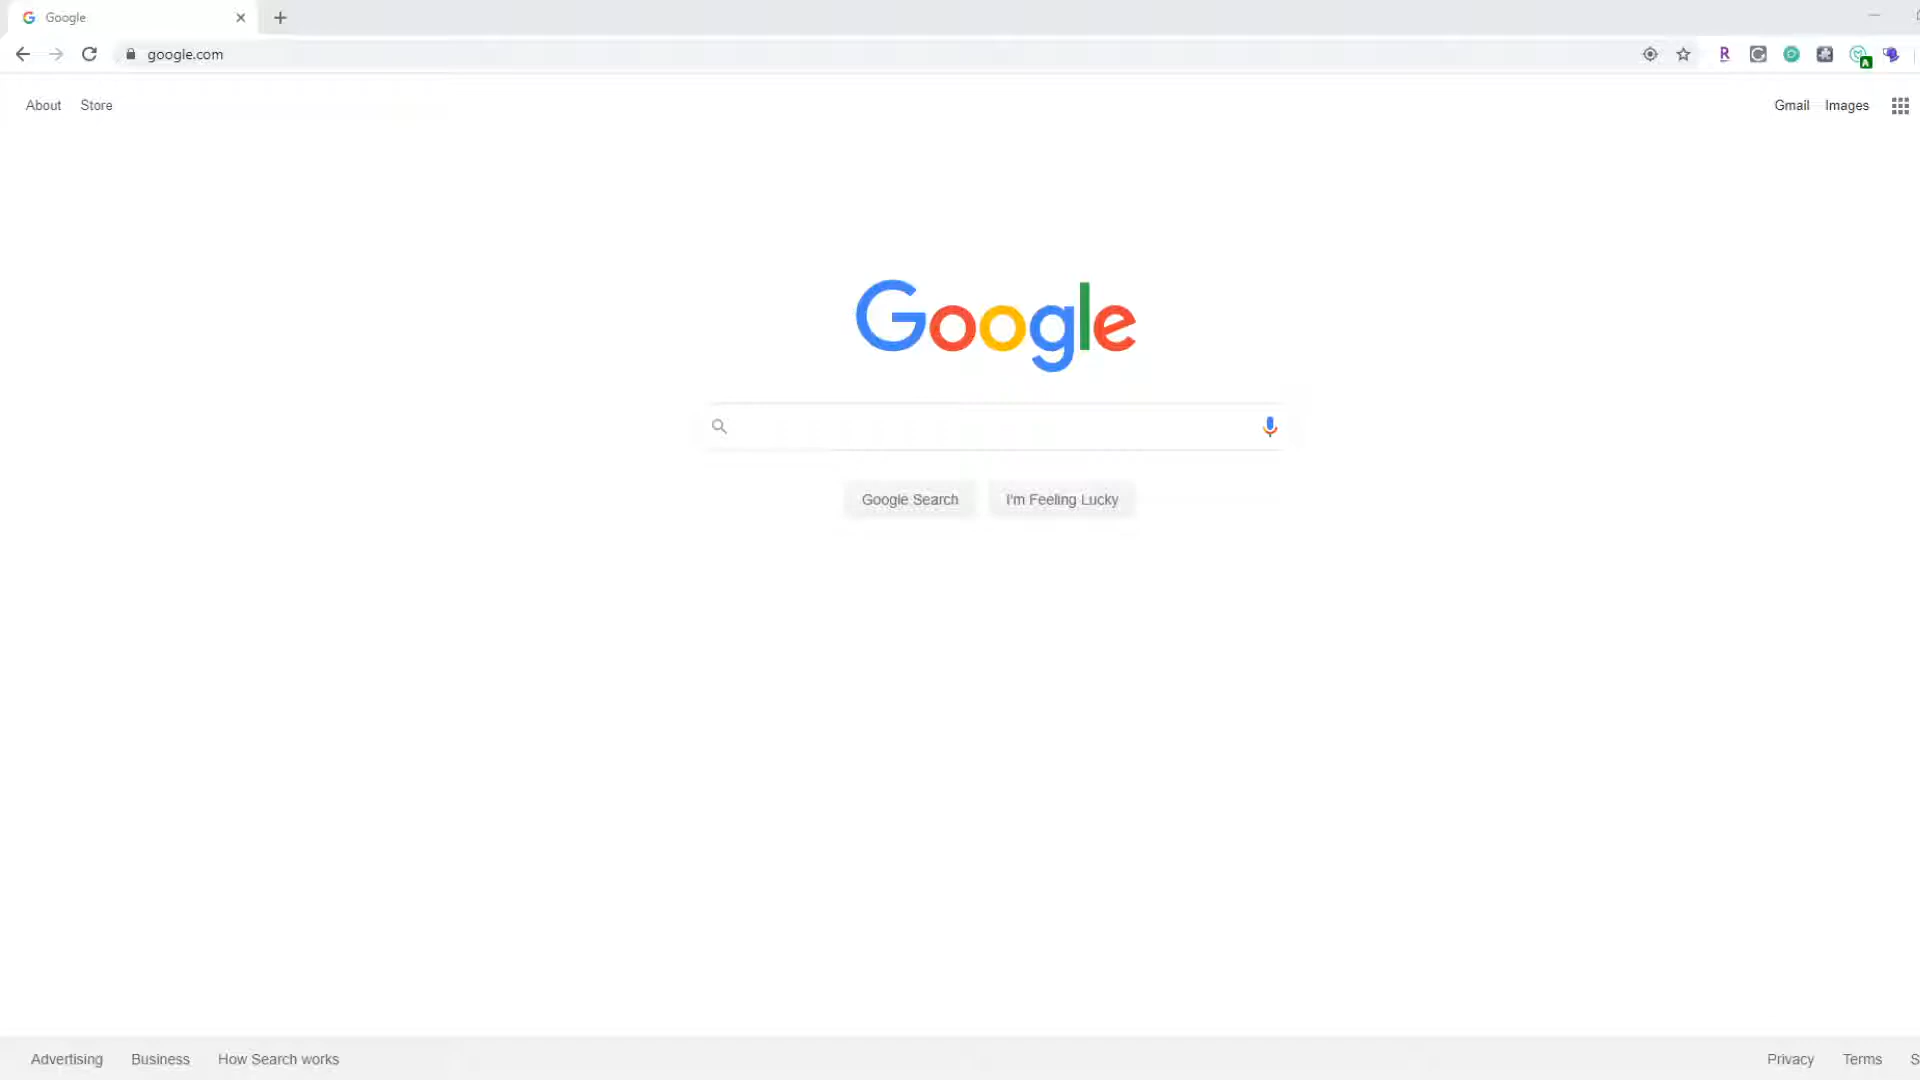 Google
google.com
About Store
Gmail Images
Google
Google Search I'm Feeling Lucky
Advertising Business How Search works
Privacy Terms